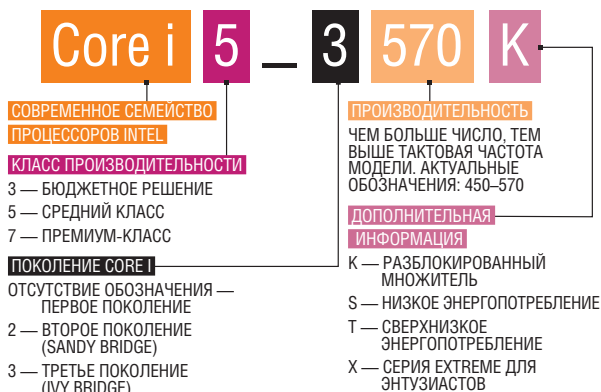 Core i 5 – 3 570 K
СОВРЕМЕННОЕ СЕМЕЙСТВО
ПРОЦЕССОРОВ INTEL
КЛАСС ПРОИЗВОДИТЕЛЬНОСТИ
3 — БЮДЖЕТНОЕ РЕШЕНИЕ
5 — СРЕДНИЙ КЛАСС
7 — ПРЕМИУМ-КЛАСС
ПОКОЛЕНИЕ CORE I
ОТСУТСТВИЕ ОБОЗНАЧЕНИЯ —
ПЕРВОЕ ПОКОЛЕНИЕ
2 — ВТОРОЕ ПОКОЛЕНИЕ
(SANDY BRIDGE)
3 — ТРЕТЬЕ ПОКОЛЕНИЕ
(IVY BRIDGE)
ПРОИЗВОДИТЕЛЬНОСТЬ
ЧЕМ БОЛЬШЕ ЧИСЛО, ТЕМ
ВЫШЕ ТАКТОВАЯ ЧАСТОТА
МОДЕЛИ. АКТУАЛЬНЫЕ
ОБОЗНАЧЕНИЯ: 450–570
ДОПОЛНИТЕЛЬНАЯ
ИНФОРМАЦИЯ
K — РАЗБЛОКИРОВАННЫЙ
МНОЖИТЕЛЬ
S — НИЗКОЕ ЭНЕРГОПОТРЕБЛЕНИЕ
T — СВЕРХНИЗКОЕ
ЭНЕРГОПОТРЕБЛЕНИЕ
X — СЕРИЯ EXTREME ДЛЯ
ЭНТУЗИАСТОВ